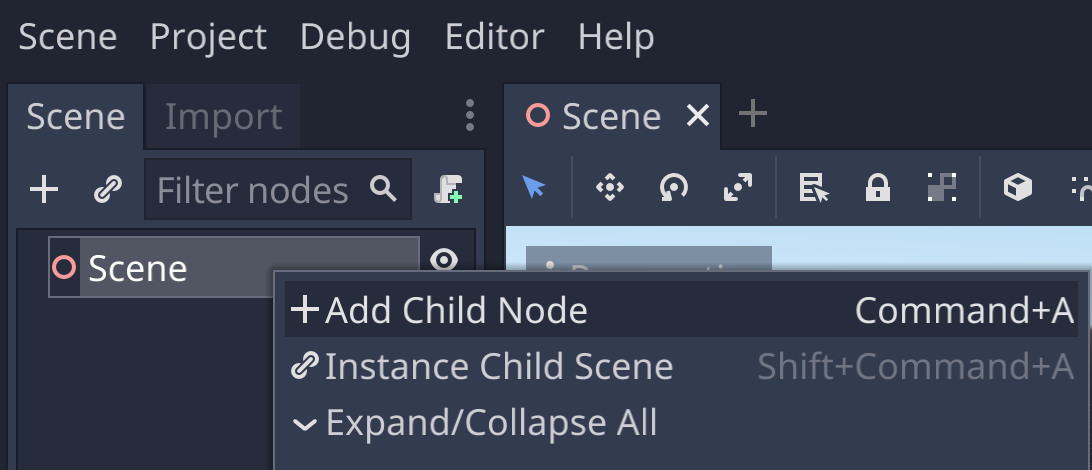 Scene Project Debug Editor Help
Scene Import
Scene
Filter nodes
Scene
Add Child Node Command+A
Instance Child Scene Shift+Command+A
Expand/Collapse All